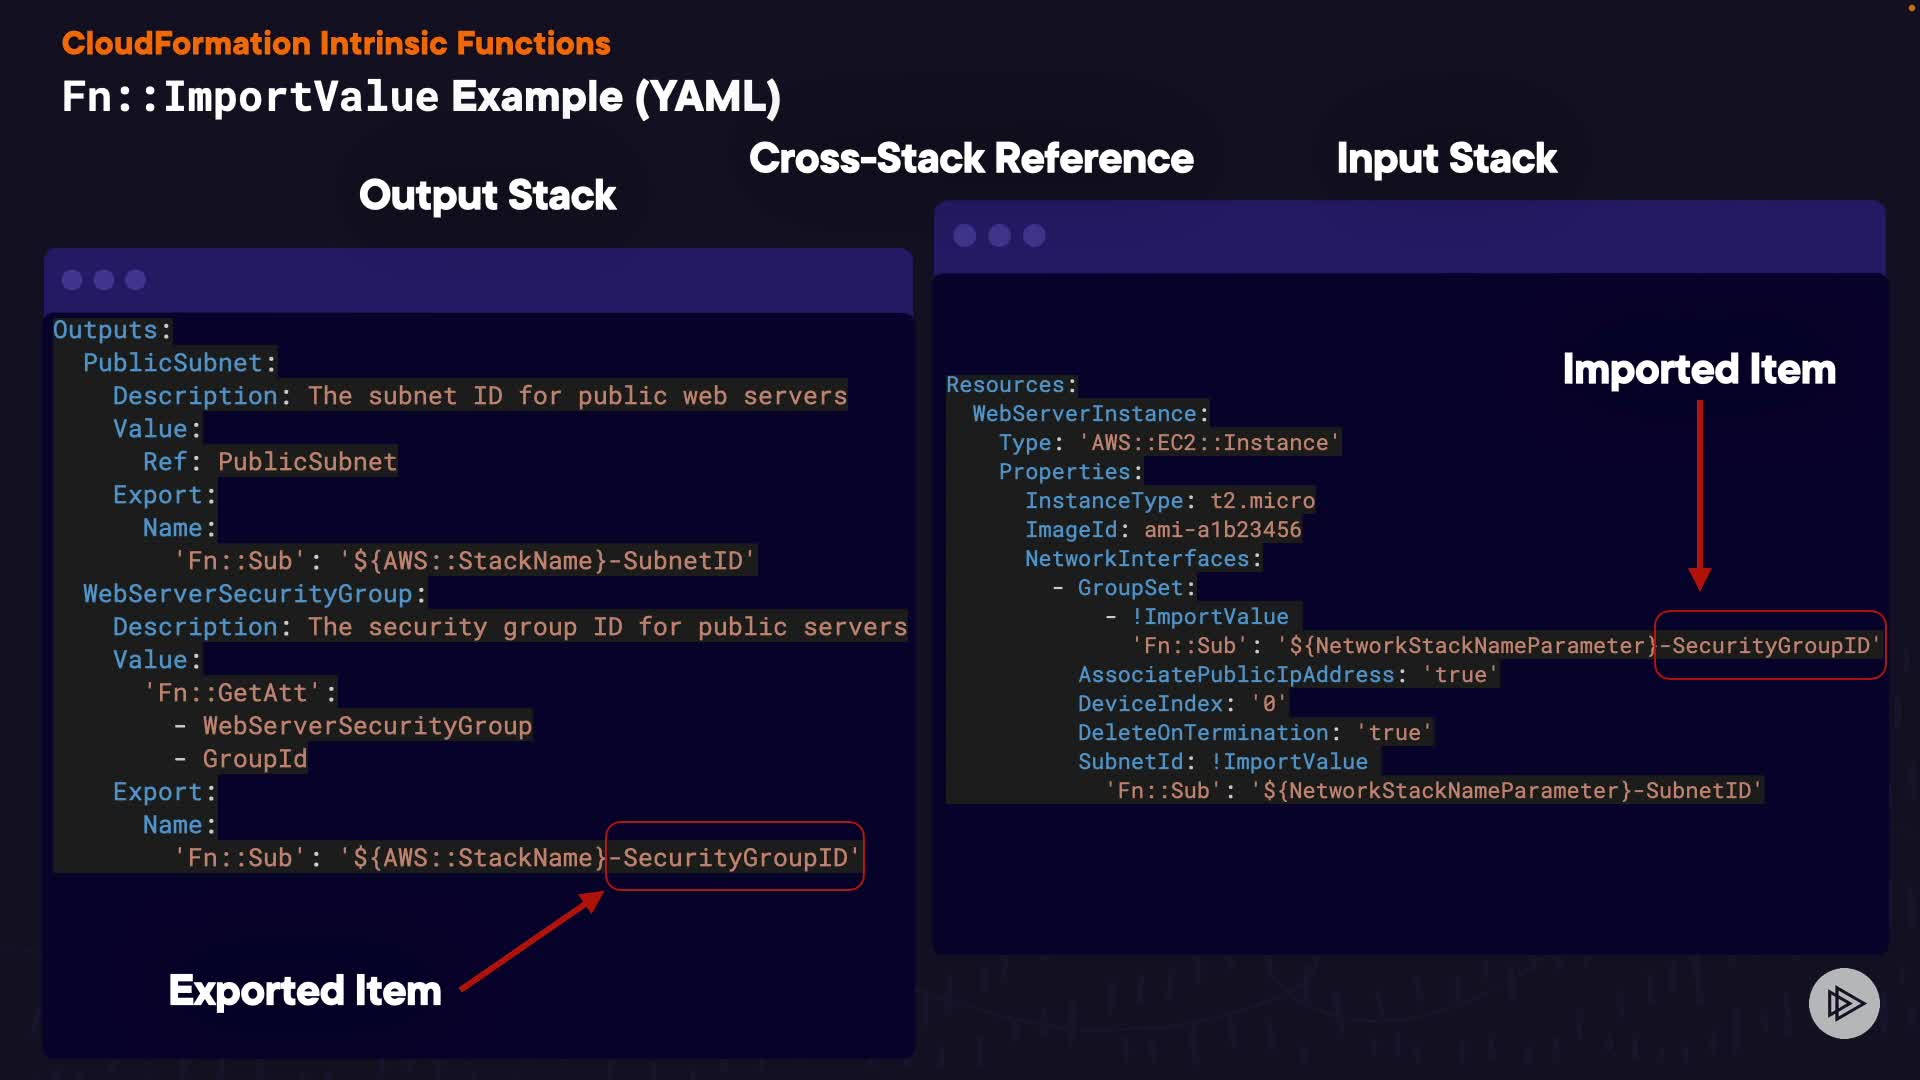 CloudFormation Intrinsic Functions
Fn::ImportValue Example (YAML)
Cross-Stack Reference
Output Stack
Outputs:
  PublicSubnet:
    Description: The subnet ID for public web servers
    Value:
      Ref: PublicSubnet
    Export:
      Name:
        'Fn::Sub': '${AWS::StackName}-SubnetID'
  WebServerSecurityGroup:
    Description: The security group ID for public servers
    Value:
      'Fn::GetAtt':
        - WebServerSecurityGroup
        - GroupId
    Export:
      Name:
        'Fn::Sub': '${AWS::StackName}-SecurityGroupID'
Exported Item
Input Stack
Imported Item
Resources:
  WebServerInstance:
    Type: 'AWS::EC2::Instance'
    Properties:
      InstanceType: t2.micro
      ImageId: ami-a1b23456
      NetworkInterfaces:
        - GroupSet:
            - !ImportValue
              'Fn::Sub': '${NetworkStackNameParameter}-SecurityGroupID'
          AssociatePublicIpAddress: 'true'
          DeviceIndex: '0'
          DeleteOnTermination: 'true'
          SubnetId: !ImportValue
            'Fn::Sub': '${NetworkStackNameParameter}-SubnetID'